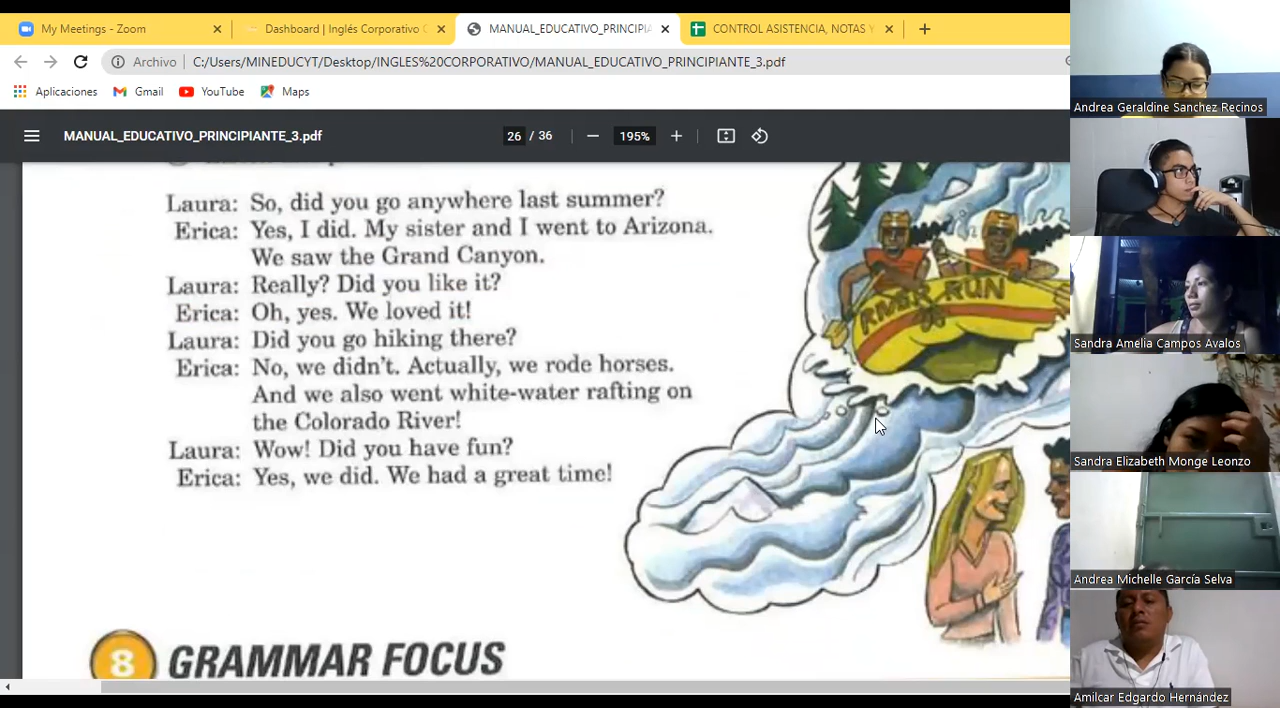 My Meetings - Zoom
Dashboard | Inglés Corporativo
MANUAL_EDUCATIVO_PRINCIPIA
CONTROL ASISTENCIA, NOTAS Y
Archivo
C:/Users/MINEDUCYT/Desktop/INGLES%20CORPORATIVO/MANUAL_EDUCATIVO_PRINCIPIANTE_3.pdf
Aplicaciones
Gmail
YouTube
Maps
MANUAL_EDUCATIVO_PRINCIPIANTE_3.pdf
26 / 36
195%
Laura: So, did you go anywhere last summer?
Erica: Yes, I did. My sister and I went to Arizona.
We saw the Grand Canyon.
Laura: Really? Did you like it?
Erica: Oh, yes. We loved it!
Laura: Did you go hiking there?
Erica: No, we didn't. Actually, we rode horses.
And we also went white-water rafting on
the Colorado River!
Laura: Wow! Did you have fun?
Erica: Yes, we did. We had a great time!
RIVER RUN
8 GRAMMAR FOCUS
Andrea Geraldine Sanchez Recinos
Sandra Amelia Campos Avalos
Sandra Elizabeth Monge Leonzo
Andrea Michelle García Selva
Amilcar Edgardo Hernández